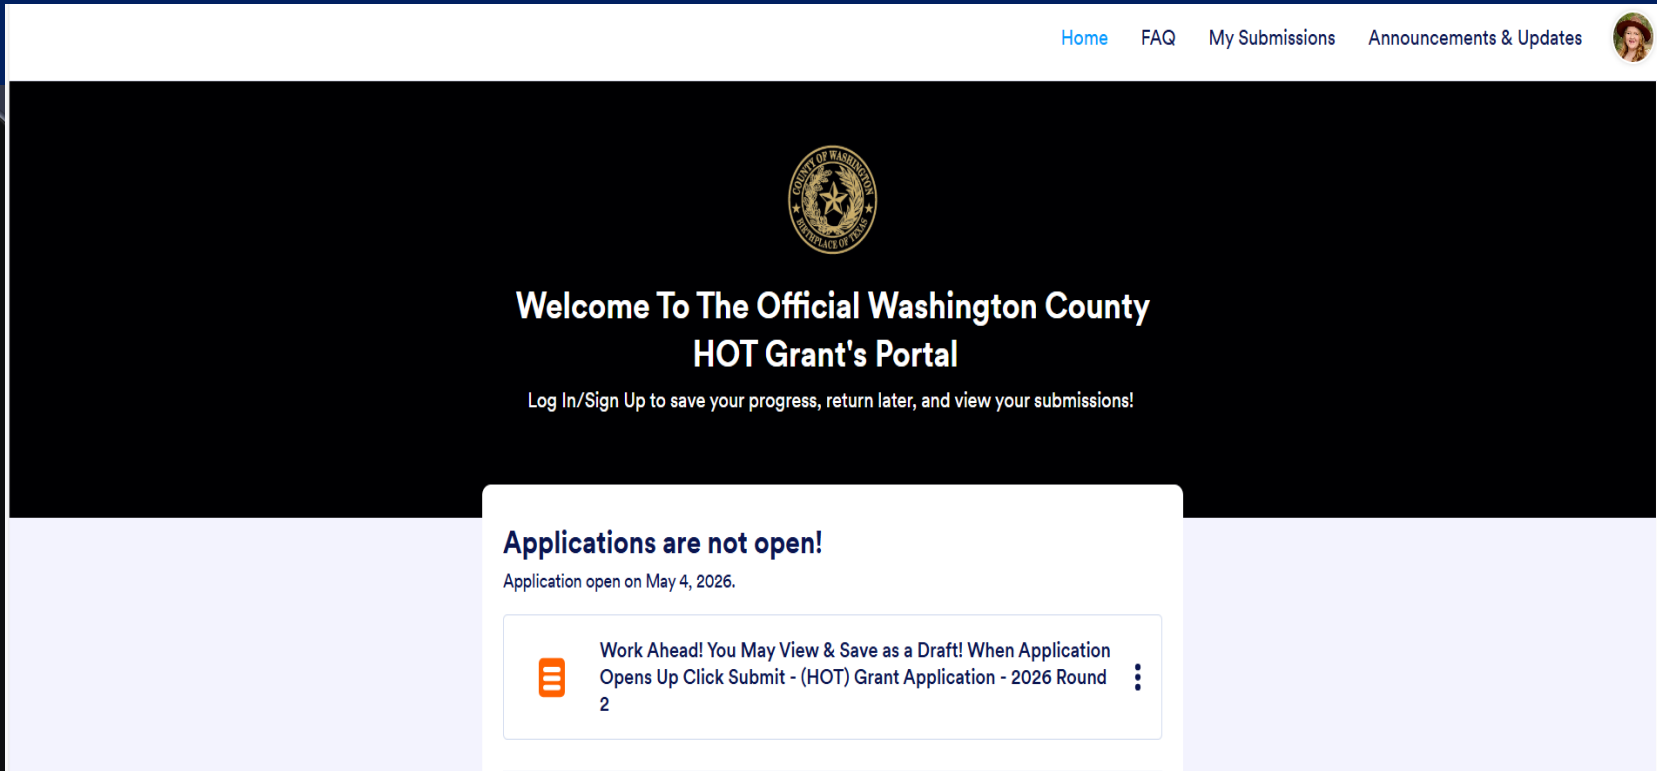 Home FAQ My Submissions Announcements & Updates
COUNTY OF WASHINGTON
BIRTHPLACE OF TEXAS
Welcome To The Official Washington County
HOT Grant's Portal
Log In/Sign Up to save your progress, return later, and view your submissions!
Applications are not open!
Application open on May 4, 2026.
Work Ahead! You May View & Save as a Draft! When Application
Opens Up Click Submit - (HOT) Grant Application - 2026 Round
2